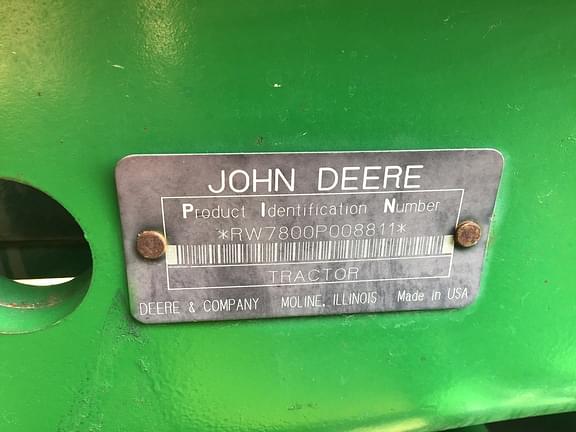 JOHN DEERE
Product Identification Number
*RW7800P008811*
TRACTOR
DEERE & COMPANY MOLINE, ILLINOIS Made in USA